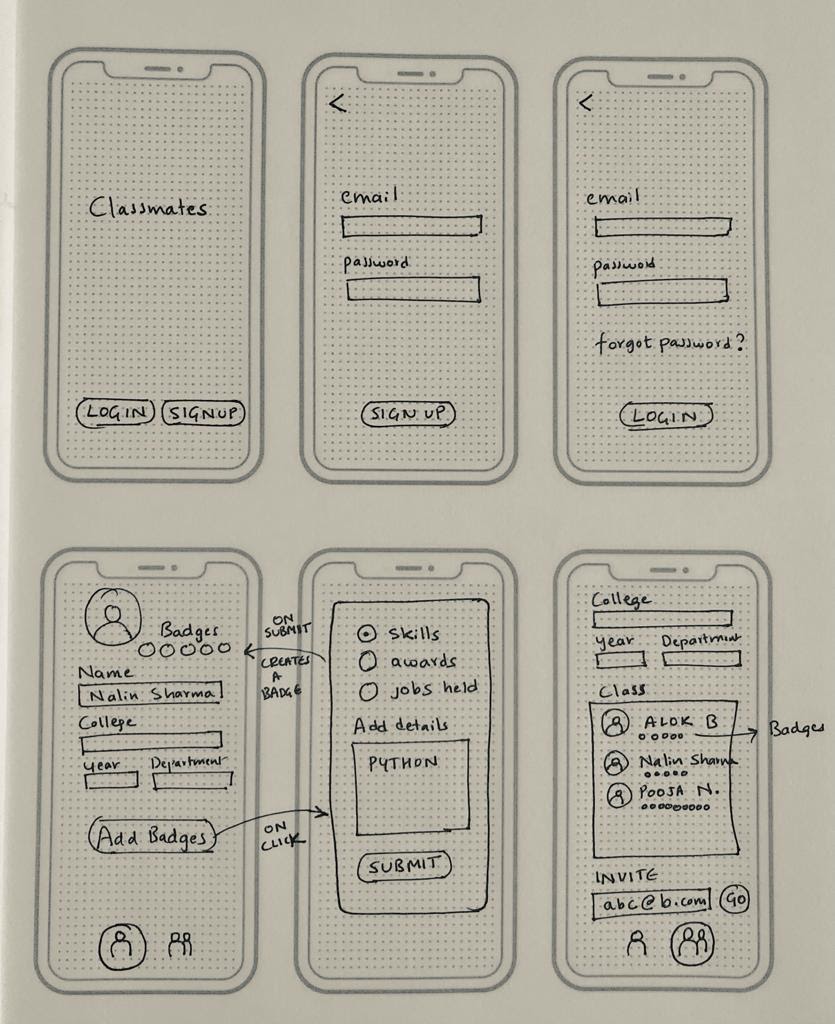 Classmates
LOGIN SIGNUP
<
email
password
SIGN UP
<
email
password
forgot password?
LOGIN
Badges
Name
Nalin Sharma
College
year Department
Add Badges
ON SUBMIT
CREATES
A
BADGE
ON
CLICK
skills
awards
jobs held
Add details
PYTHON
SUBMIT
College
year Department
Class
ALOK B
Badges
Nalin Sharma
POOJA N.
INVITE
abc@b.com GO